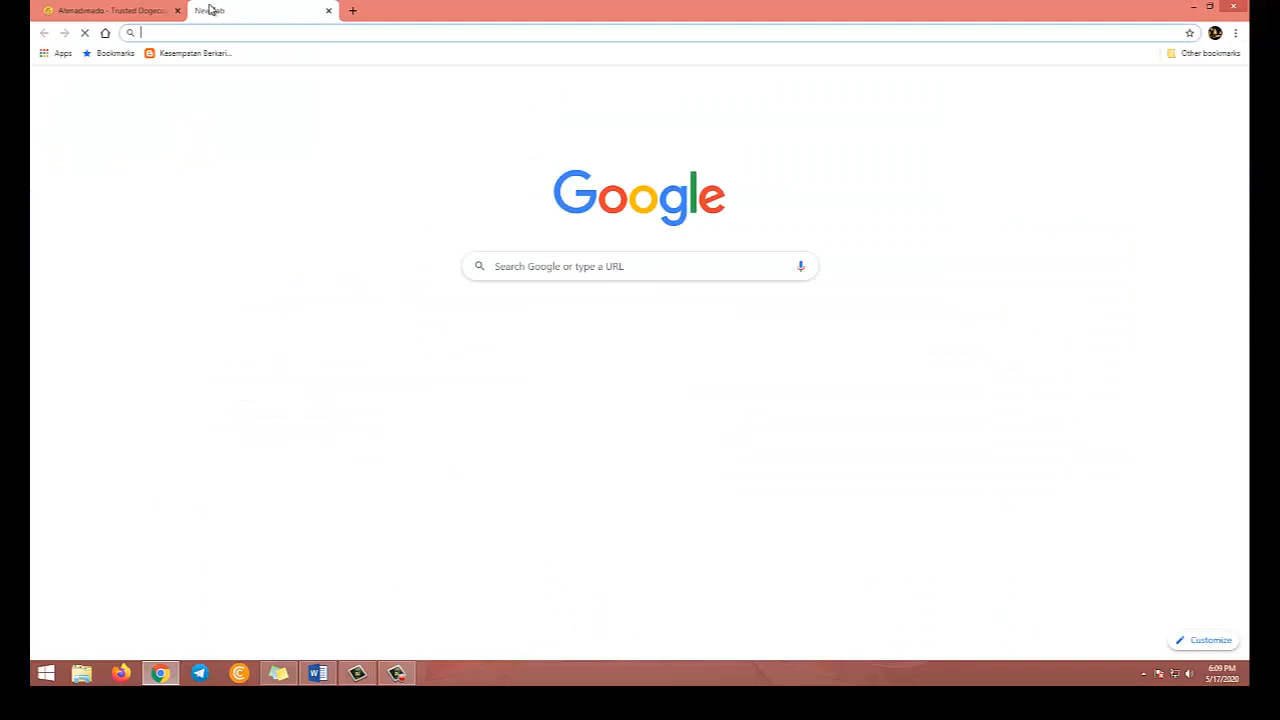 Ahmadimado - Trusted Dogeco
Apps
Bookmarks
Kesempatan Berkari...
Other bookmarks
Google
Search Google or type a URL
Customize
6:09 PM
5/17/2020